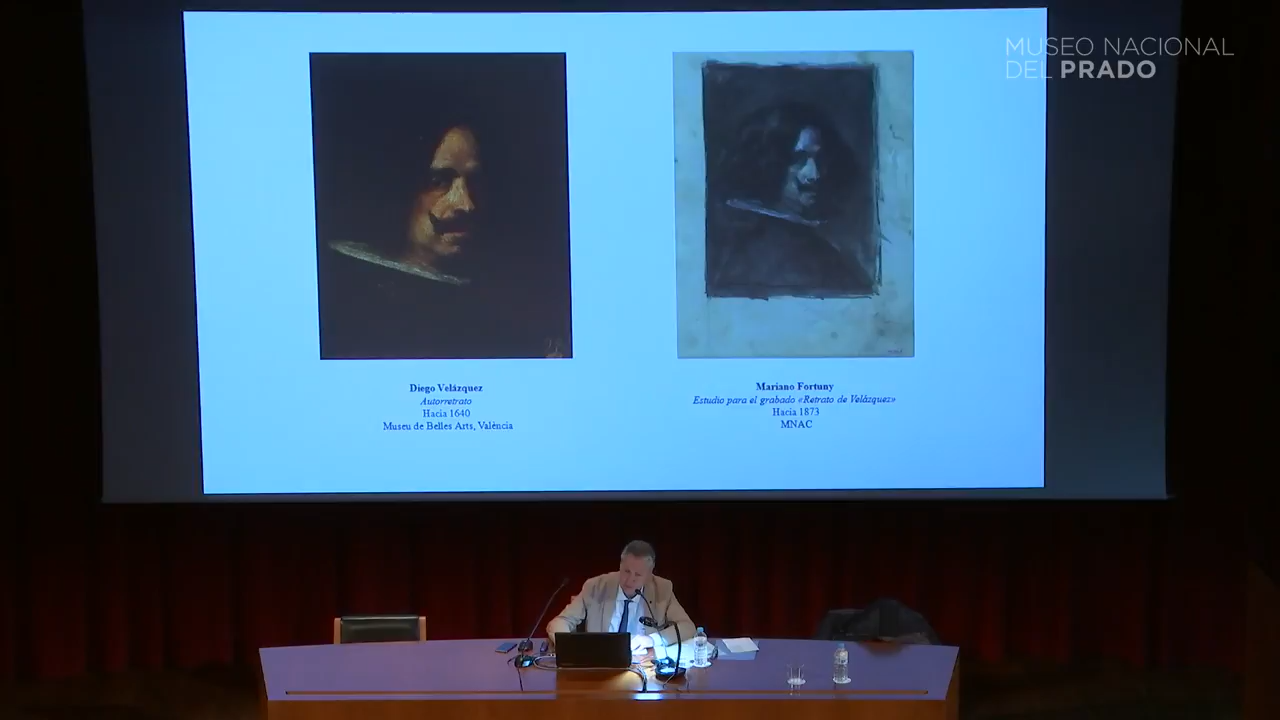 MUSEO NACIONAL
DEL PRADO
Diego Velázquez
Autorretrato
Hacia 1640
Museu de Belles Arts, València
Mariano Fortuny
Estudio para el grabado «Retrato de Velázquez»
Hacia 1873
MNAC